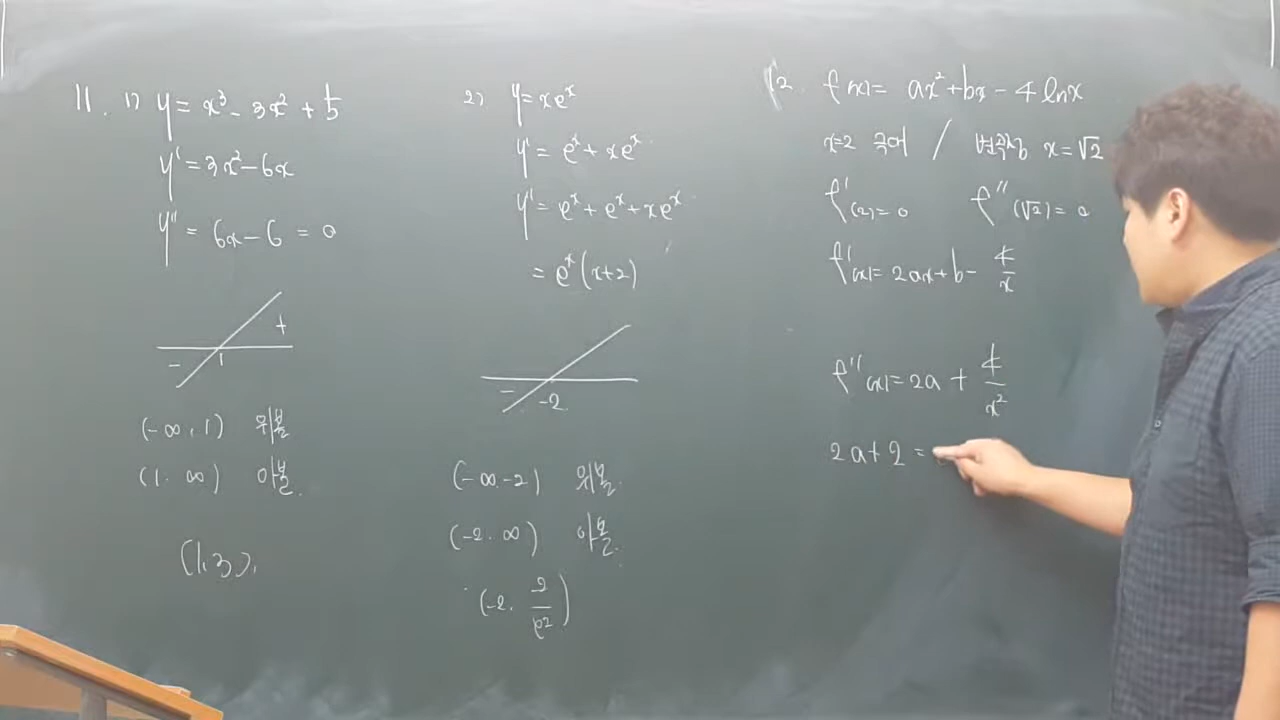 11. 1) y = x³ - 3x² + 5
y' = 3x² - 6x
y'' = 6x - 6 = 0
- 1 +
(-∞, 1) 위볼
(1. ∞) 아볼.
(1, 3).
2) y = xeˣ
y' = eˣ + xeˣ
y'' = eˣ + eˣ + xeˣ
= eˣ(x+2)
- -2
(-∞. -2) 위볼.
(-2. ∞) 아볼.
(-2. -2/e²)
12. f(x) = ax² + bx - 4 lnx
x=2 극대 / 변곡점 x=√2
f'(2) = 0 f''(√2) = 0
f'(x) = 2ax + b - 4/x
f''(x) = 2a + 4/x²
2a + 2 =